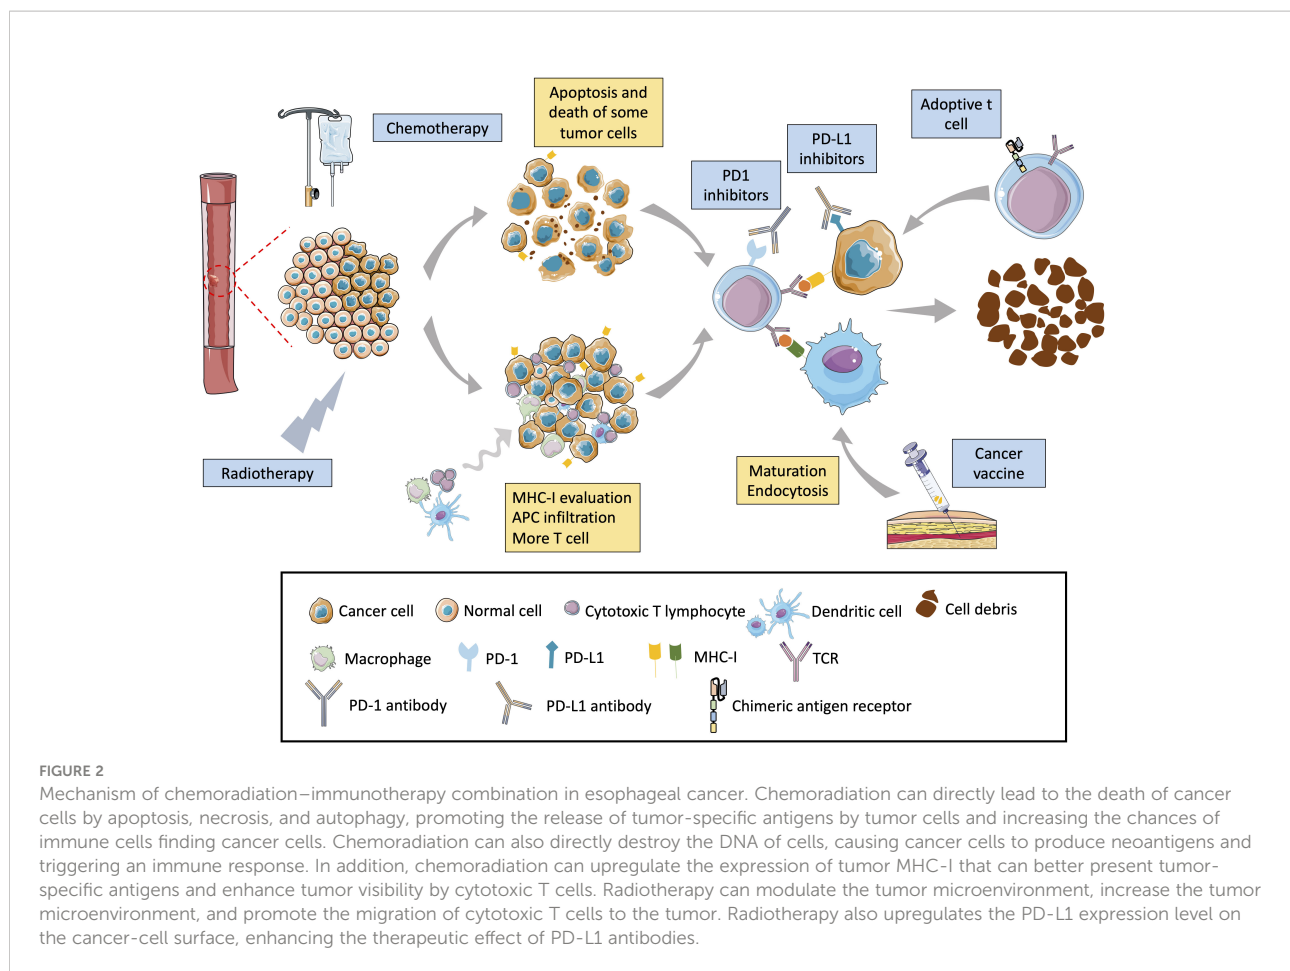 Chemotherapy
Apoptosis and
death of some
tumor cells
PD1
inhibitors
PD-L1
inhibitors
Adoptive t
cell
Radiotherapy
MHC-I evaluation
APC infiltration
More T cell
Maturation
Endocytosis
Cancer
vaccine
Cancer cell
Normal cell
Cytotoxic T lymphocyte
Dendritic cell
Cell debris
Macrophage
PD-1
PD-L1
MHC-I
TCR
PD-1 antibody
PD-L1 antibody
Chimeric antigen receptor
FIGURE 2
Mechanism of chemoradiation–immunotherapy combination in esophageal cancer. Chemoradiation can directly lead to the death of cancer
cells by apoptosis, necrosis, and autophagy, promoting the release of tumor-specific antigens by tumor cells and increasing the chances of
immune cells finding cancer cells. Chemoradiation can also directly destroy the DNA of cells, causing cancer cells to produce neoantigens and
triggering an immune response. In addition, chemoradiation can upregulate the expression of tumor MHC-I that can better present tumor-
specific antigens and enhance tumor visibility by cytotoxic T cells. Radiotherapy can modulate the tumor microenvironment, increase the tumor
microenvironment, and promote the migration of cytotoxic T cells to the tumor. Radiotherapy also upregulates the PD-L1 expression level on
the cancer-cell surface, enhancing the therapeutic effect of PD-L1 antibodies.